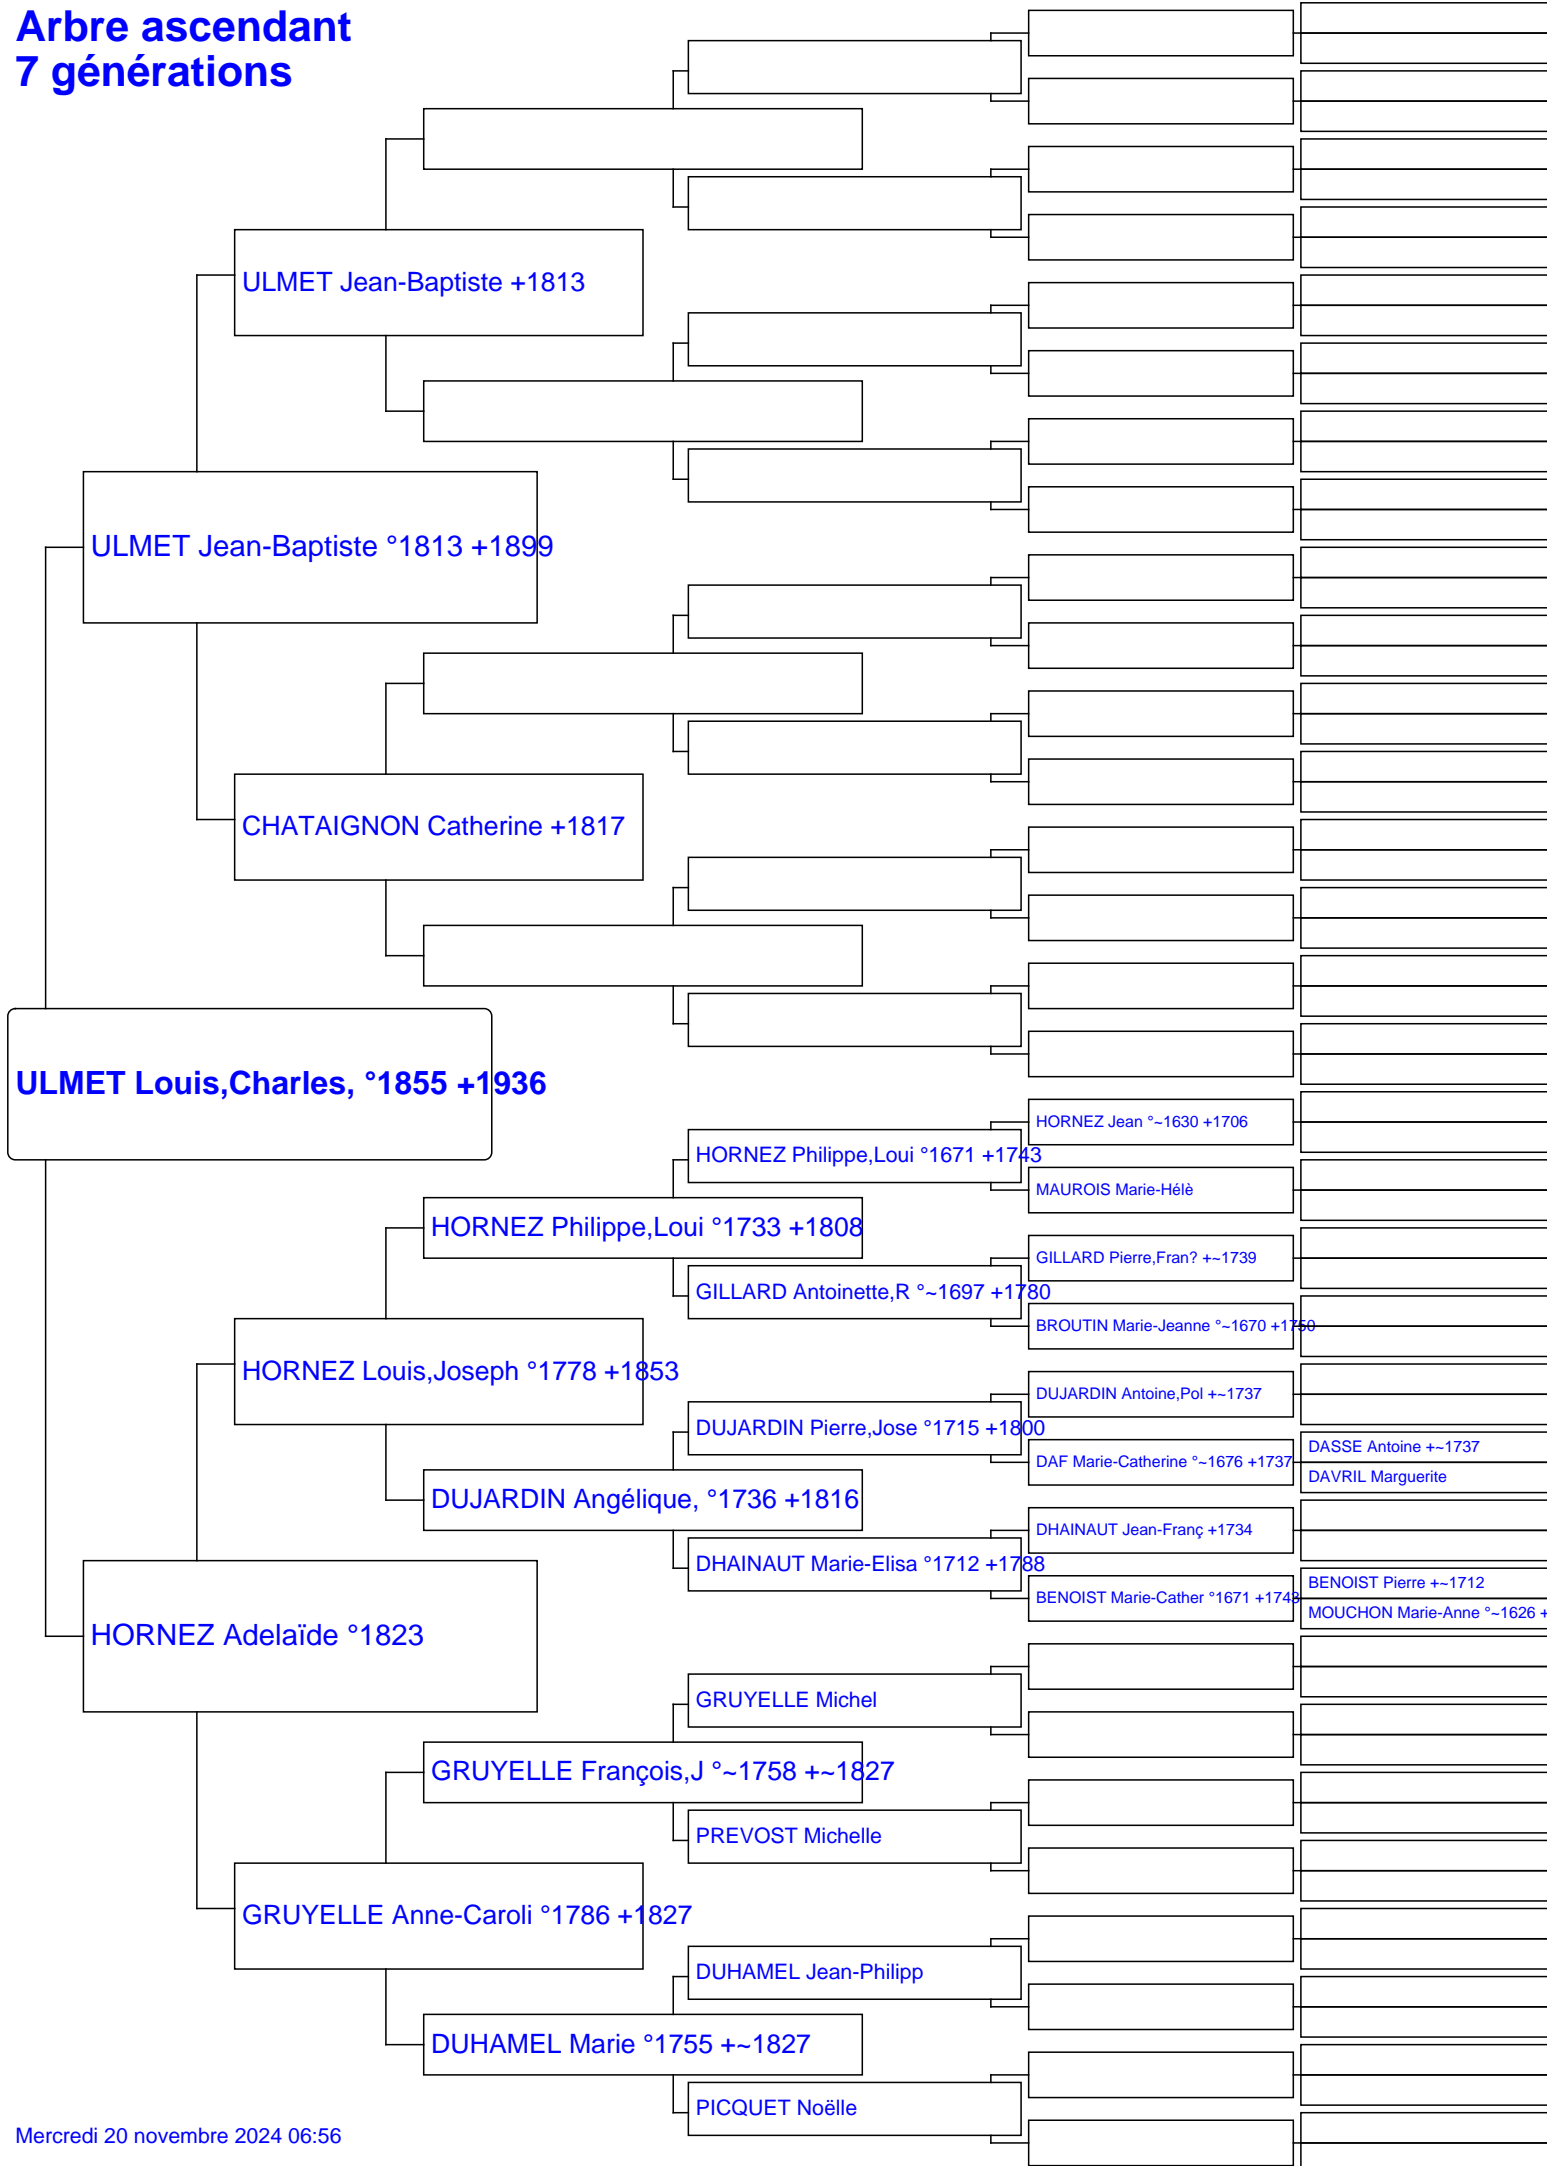 Arbre ascendant
7 générations
ULMET Jean-Baptiste +1813
ULMET Jean-Baptiste °1813 +1899
CHATAIGNON Catherine +1817
ULMET Louis,Charles, °1855 +1936
HORNEZ Jean °~1630 +1706
HORNEZ Philippe,Loui °1671 +1743
MAUROIS Marie-Hélè
HORNEZ Philippe,Loui °1733 +1808
GILLARD Pierre,Fran? +~1739
GILLARD Antoinette,R °~1697 +1780
BROUTIN Marie-Jeanne °~1670 +1750
HORNEZ Louis,Joseph °1778 +1853
DUJARDIN Antoine,Pol +~1737
DUJARDIN Pierre,Jose °1715 +1800
DASSE Antoine +~1737
DAF Marie-Catherine °~1676 +1737
DAVRIL Marguerite
DUJARDIN Angélique, °1736 +1816
DHAINAUT Jean-Franç +1734
DHAINAUT Marie-Elisa °1712 +1788
BENOIST Pierre +~1712
BENOIST Marie-Cather °1671 +1743
MOUCHON Marie-Anne °~1626 +
HORNEZ Adelaïde °1823
GRUYELLE Michel
GRUYELLE François,J °~1758 +~1827
PREVOST Michelle
GRUYELLE Anne-Caroli °1786 +1827
DUHAMEL Jean-Philipp
DUHAMEL Marie °1755 +~1827
PICQUET Noëlle
Mercredi 20 novembre 2024 06:56